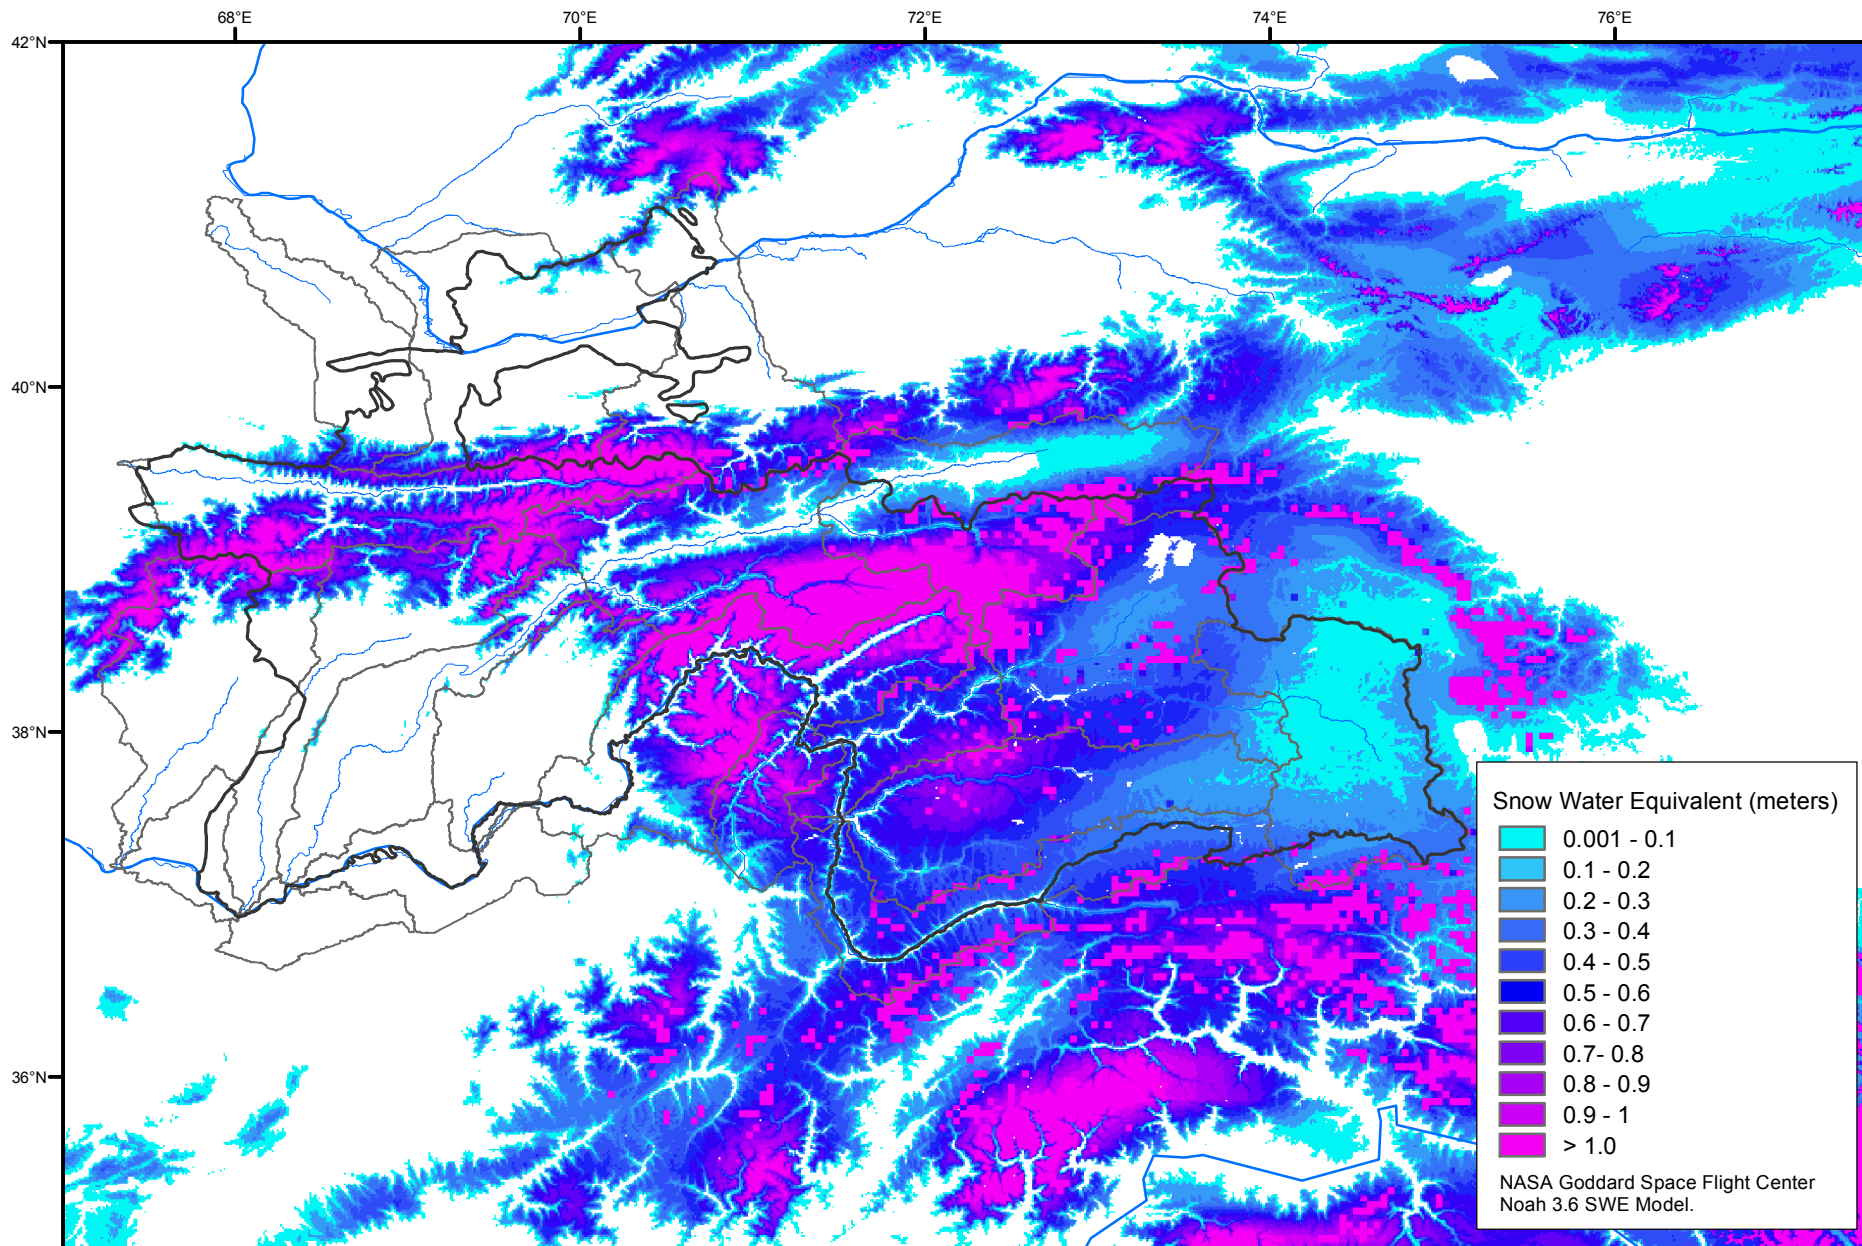 68°E 70°E 72°E 74°E 76°E
42°N
40°N
38°N
36°N
Snow Water Equivalent (meters)
0.001 - 0.1
0.1 - 0.2
0.2 - 0.3
0.3 - 0.4
0.4 - 0.5
0.5 - 0.6
0.6 - 0.7
0.7- 0.8
0.8 - 0.9
0.9 - 1
> 1.0
NASA Goddard Space Flight Center
Noah 3.6 SWE Model.